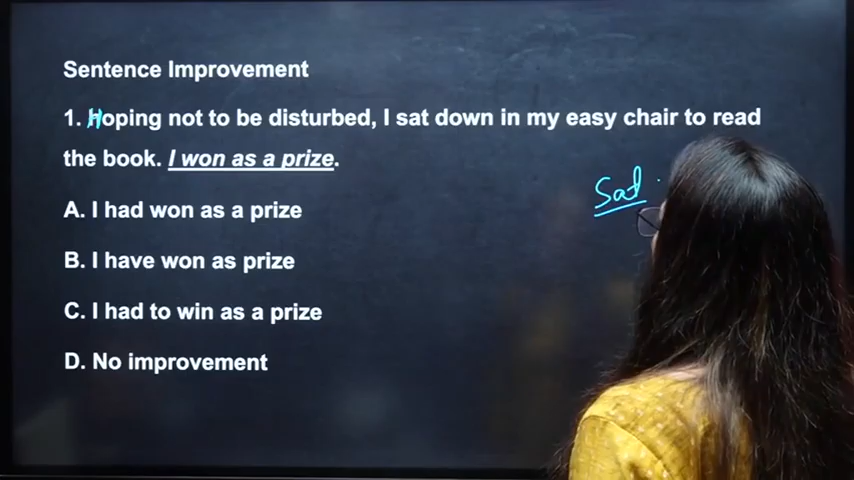 Sentence Improvement
1. Hoping not to be disturbed, I sat down in my easy chair to read
the book. I won as a prize.
Sat
A. I had won as a prize
B. I have won as prize
C. I had to win as a prize
D. No improvement